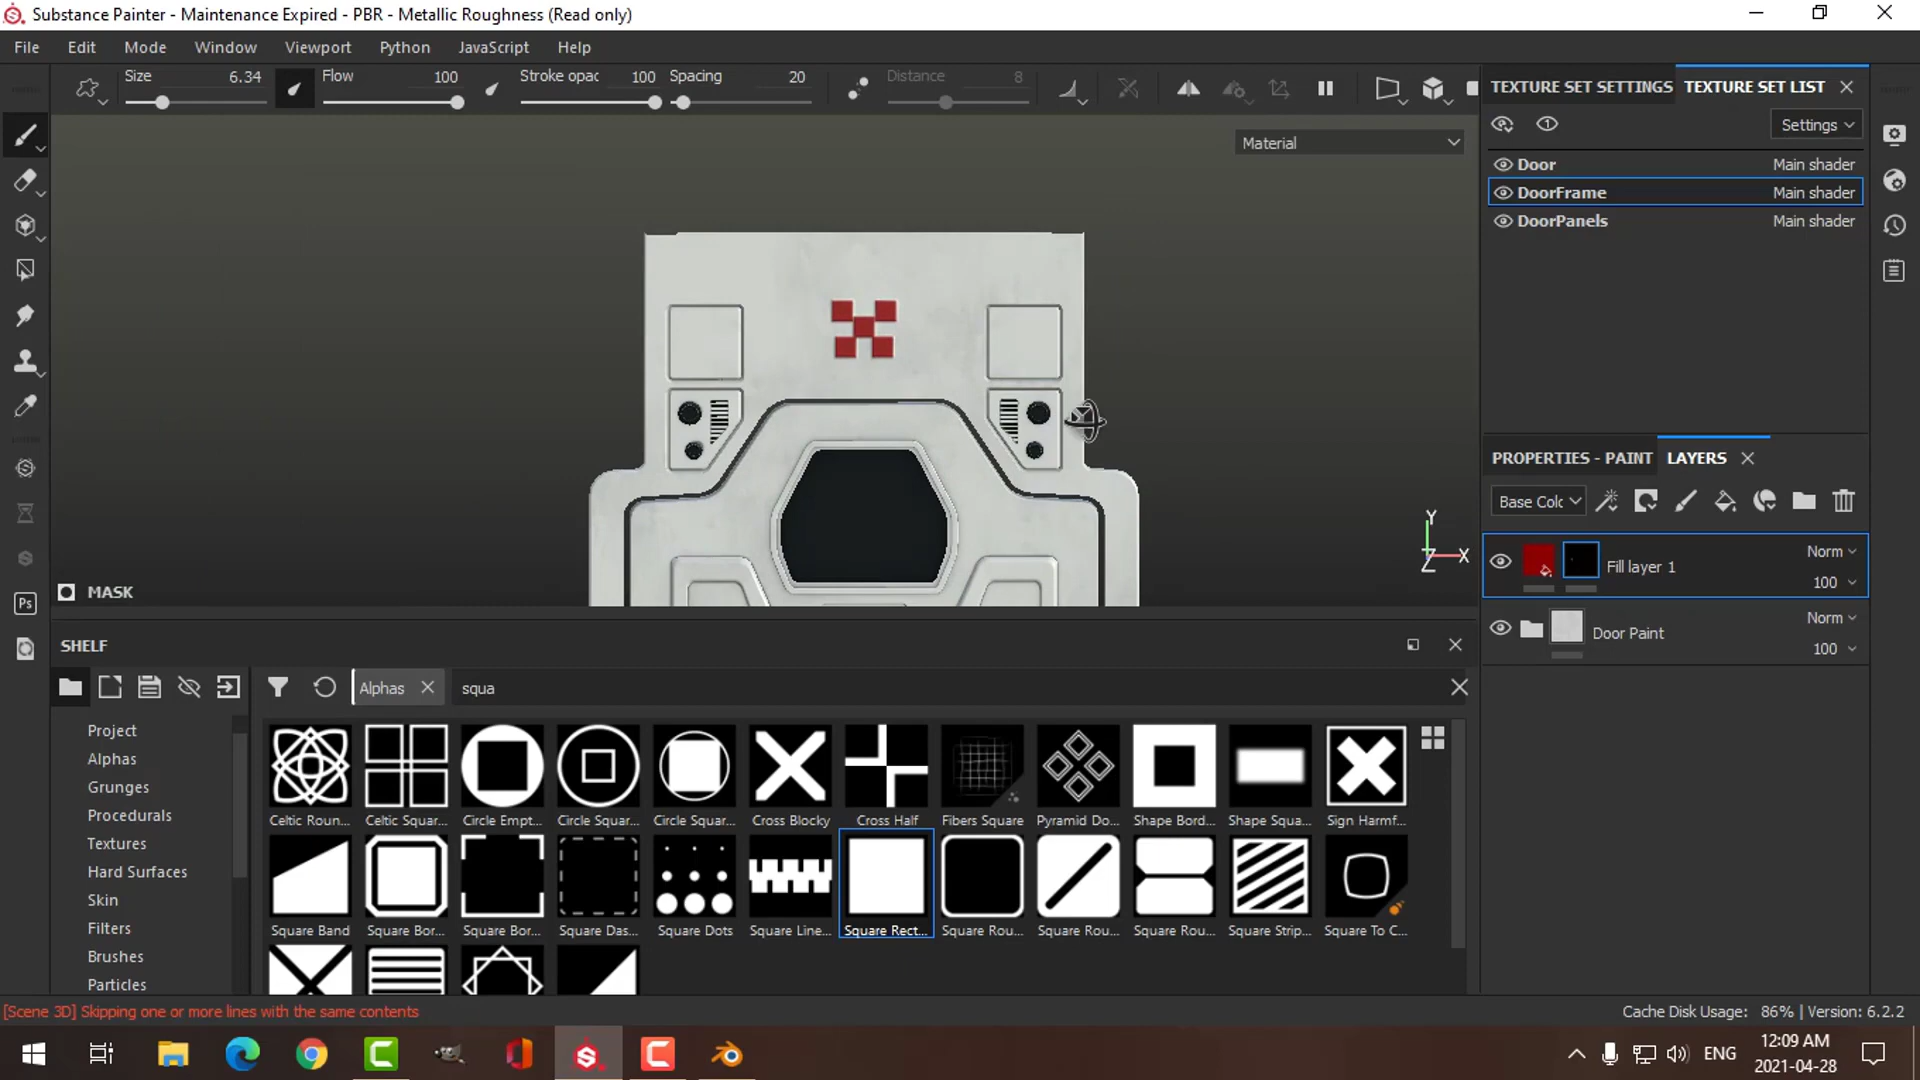 Substance Painter - Maintenance Expired - PBR - Metallic Roughness (Read only)
File Edit Mode Window Viewport Python JavaScript Help
Size 6.34 Flow 100 Stroke opac 100 Spacing 20 Distance 8
TEXTURE SET SETTINGS TEXTURE SET LIST
Settings
Material
Door Main shader
DoorFrame Main shader
DoorPanels Main shader
PROPERTIES - PAINT LAYERS
Base Colc
Norm
Fill layer 1
100
Norm
Door Paint
100
Y
X
Z
MASK
SHELF
Alphas squa
Project
Alphas
Grunges
Procedurals
Textures
Hard Surfaces
Skin
Filters
Brushes
Particles
Celtic Roun... Celtic Squar... Circle Empt... Circle Squar... Circle Squar... Cross Blocky Cross Half Fibers Square Pyramid Do... Shape Bord... Shape Squa... Sign Harmf...
Square Band Square Bor... Square Bor... Square Das... Square Dots Square Line... Square Rect... Square Rou... Square Rou... Square Rou... Square Strip... Square To C...
[Scene 3D] Skipping one or more lines with the same contents
Cache Disk Usage: 86% | Version: 6.2.2
Ps
ENG
12:09 AM
2021-04-28